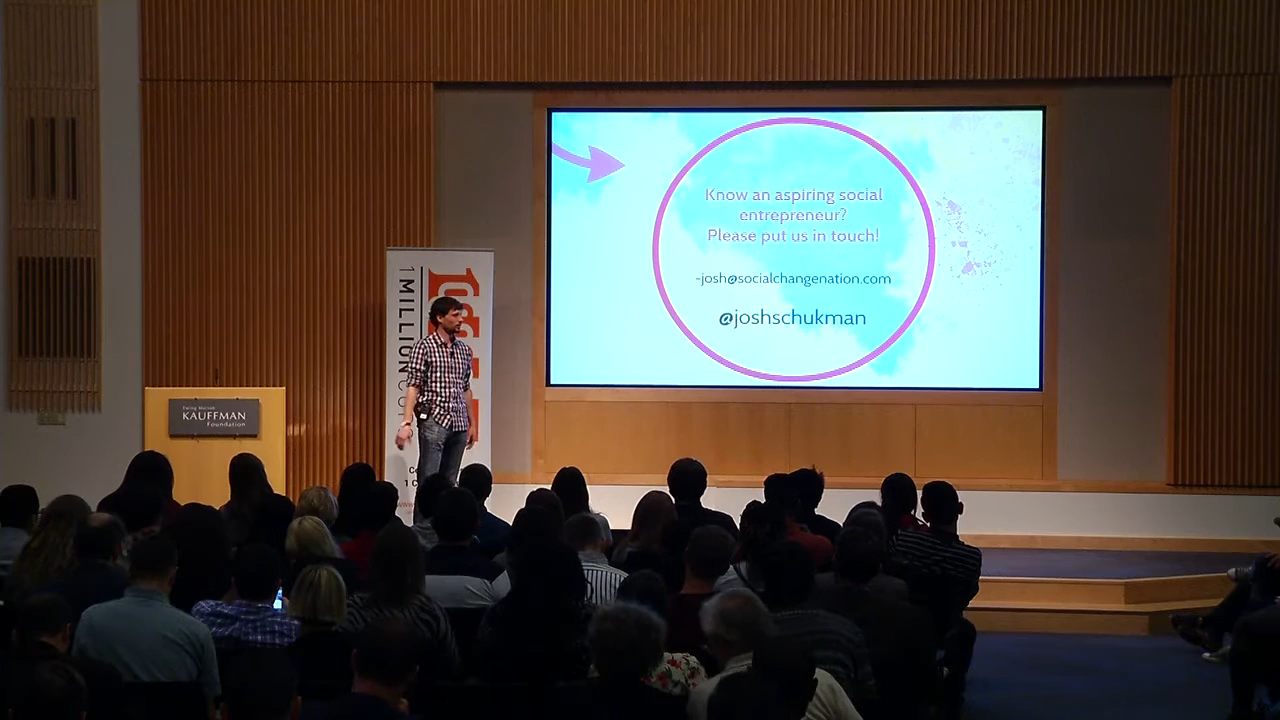 Know an aspiring social
entrepreneur?
Please put us in touch!
-josh@socialchangenation.com
@joshschukman
1 MILLION
Ewing Marion
KAUFFMAN
Foundation